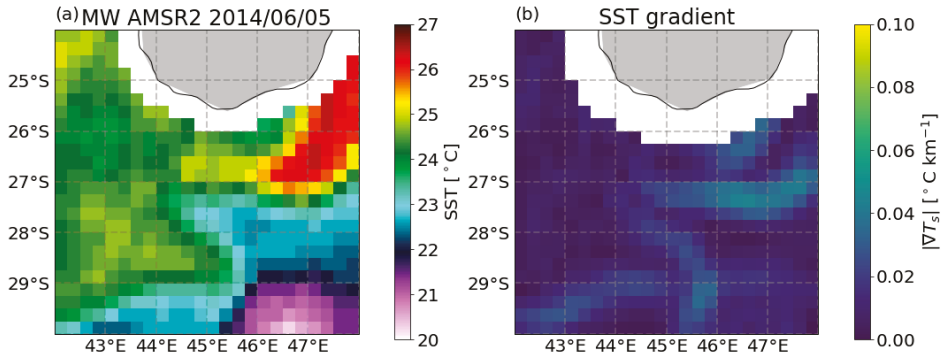 (a) MW AMSR2 2014/06/05
25°S
26°S
27°S
28°S
29°S
43°E 44°E 45°E 46°E 47°E
27
26
25
24
23
22
21
20
SST [ °C]
(b) SST gradient
25°S
26°S
27°S
28°S
29°S
43°E 44°E 45°E 46°E 47°E
0.10
0.08
0.06
0.04
0.02
0.00
|∇Tₛ| [ °C km⁻¹]